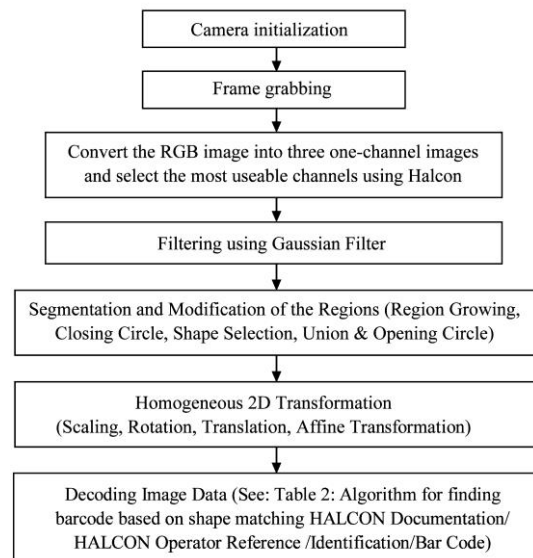 Camera initialization
Frame grabbing
Convert the RGB image into three one-channel images
and select the most useable channels using Halcon
Filtering using Gaussian Filter
Segmentation and Modification of the Regions (Region Growing,
Closing Circle, Shape Selection, Union & Opening Circle)
Homogeneous 2D Transformation
(Scaling, Rotation, Translation, Affine Transformation)
Decoding Image Data (See: Table 2: Algorithm for finding
barcode based on shape matching HALCON Documentation/
HALCON Operator Reference /Identification/Bar Code)